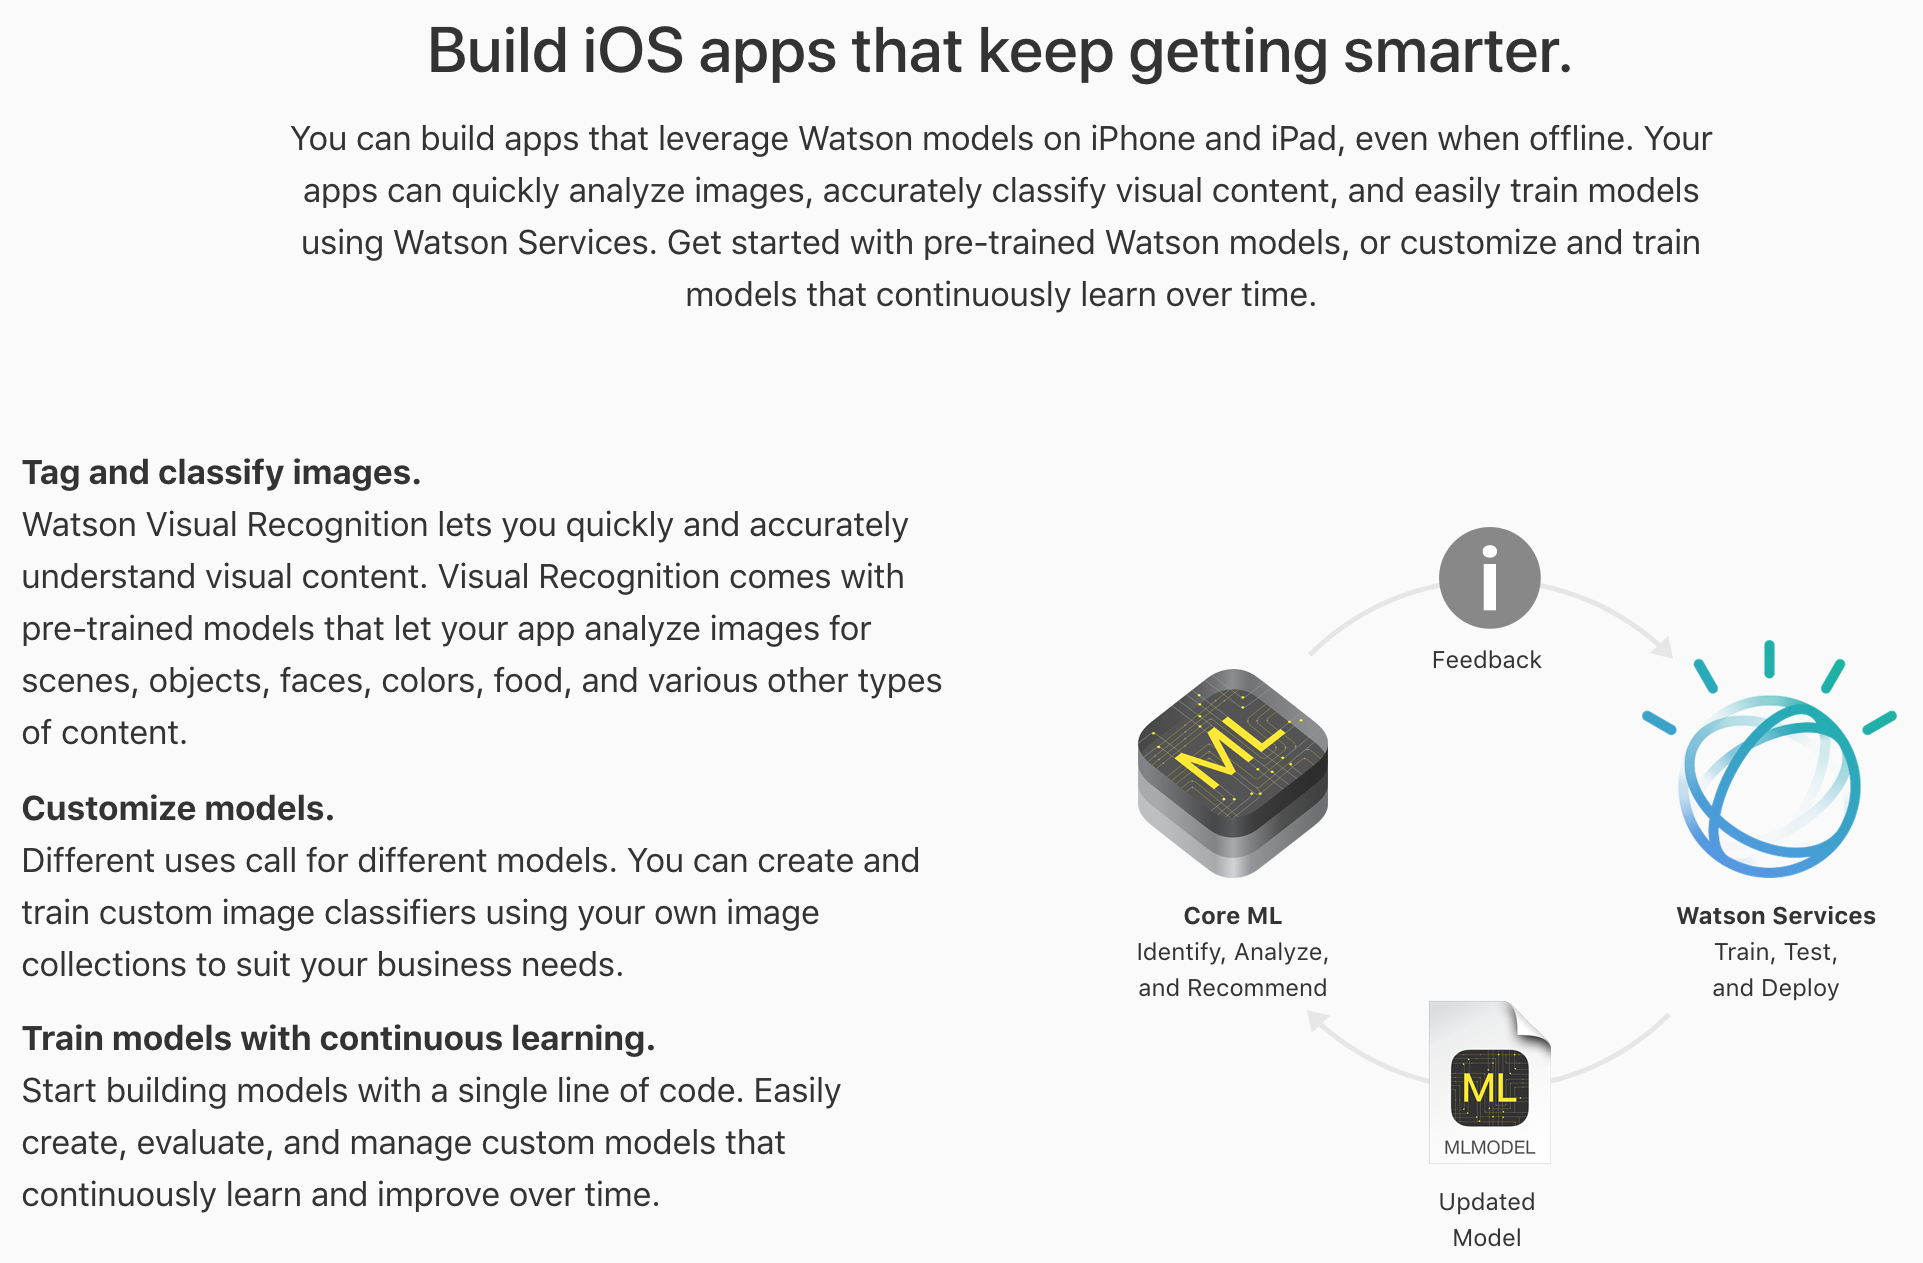 Build iOS apps that keep getting smarter.
You can build apps that leverage Watson models on iPhone and iPad, even when offline. Your
apps can quickly analyze images, accurately classify visual content, and easily train models
using Watson Services. Get started with pre-trained Watson models, or customize and train
models that continuously learn over time.
Tag and classify images.
Watson Visual Recognition lets you quickly and accurately
understand visual content. Visual Recognition comes with
pre-trained models that let your app analyze images for
scenes, objects, faces, colors, food, and various other types
of content.
Customize models.
Different uses call for different models. You can create and
train custom image classifiers using your own image
collections to suit your business needs.
Train models with continuous learning.
Start building models with a single line of code. Easily
create, evaluate, and manage custom models that
continuously learn and improve over time.
i
Feedback
ML
Core ML
Identify, Analyze,
and Recommend
Watson Services
Train, Test,
and Deploy
ML
MLMODEL
Updated
Model